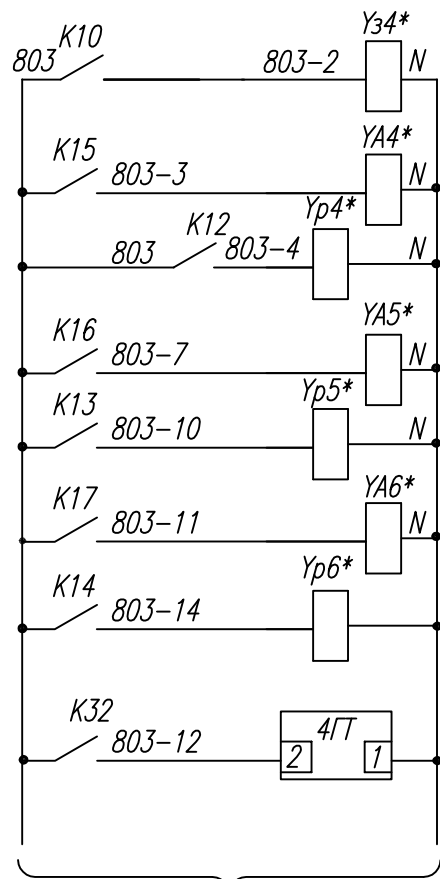 K10 Yз4*
803 803-2 N
K15 YA4*
803-3 N
K12 Yp4*
803 803-4 N
K16 YA5*
803-7 N
K13 Yp5*
803-10 N
K17 YA6*
803-11 N
K14 Yp6*
803-14
K32 4ГТ
803-12 2 1